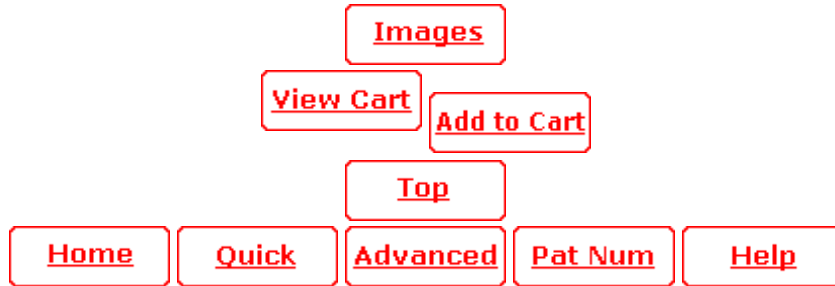 Images
View Cart
Add to Cart
Top
Home Quick Advanced Pat Num Help